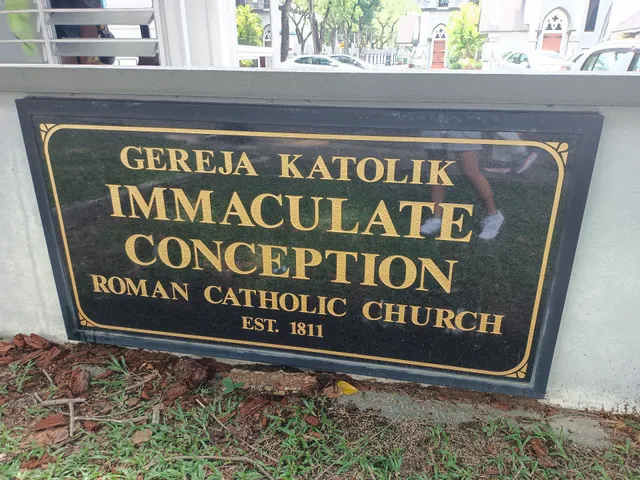 GEREJA KATOLIK
IMMACULATE
CONCEPTION
ROMAN CATHOLIC CHURCH
EST. 1811